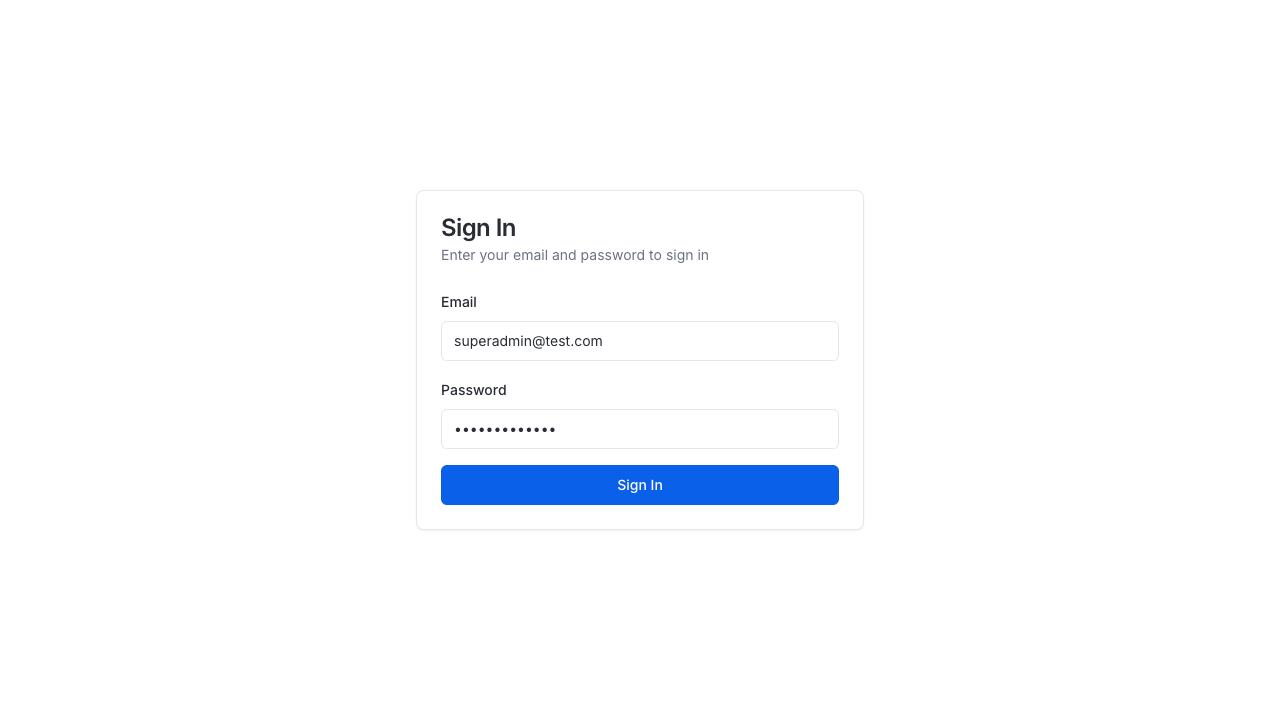 Sign In
Enter your email and password to sign in
Email
superadmin@test.com
Password
•••••••••••••
Sign In